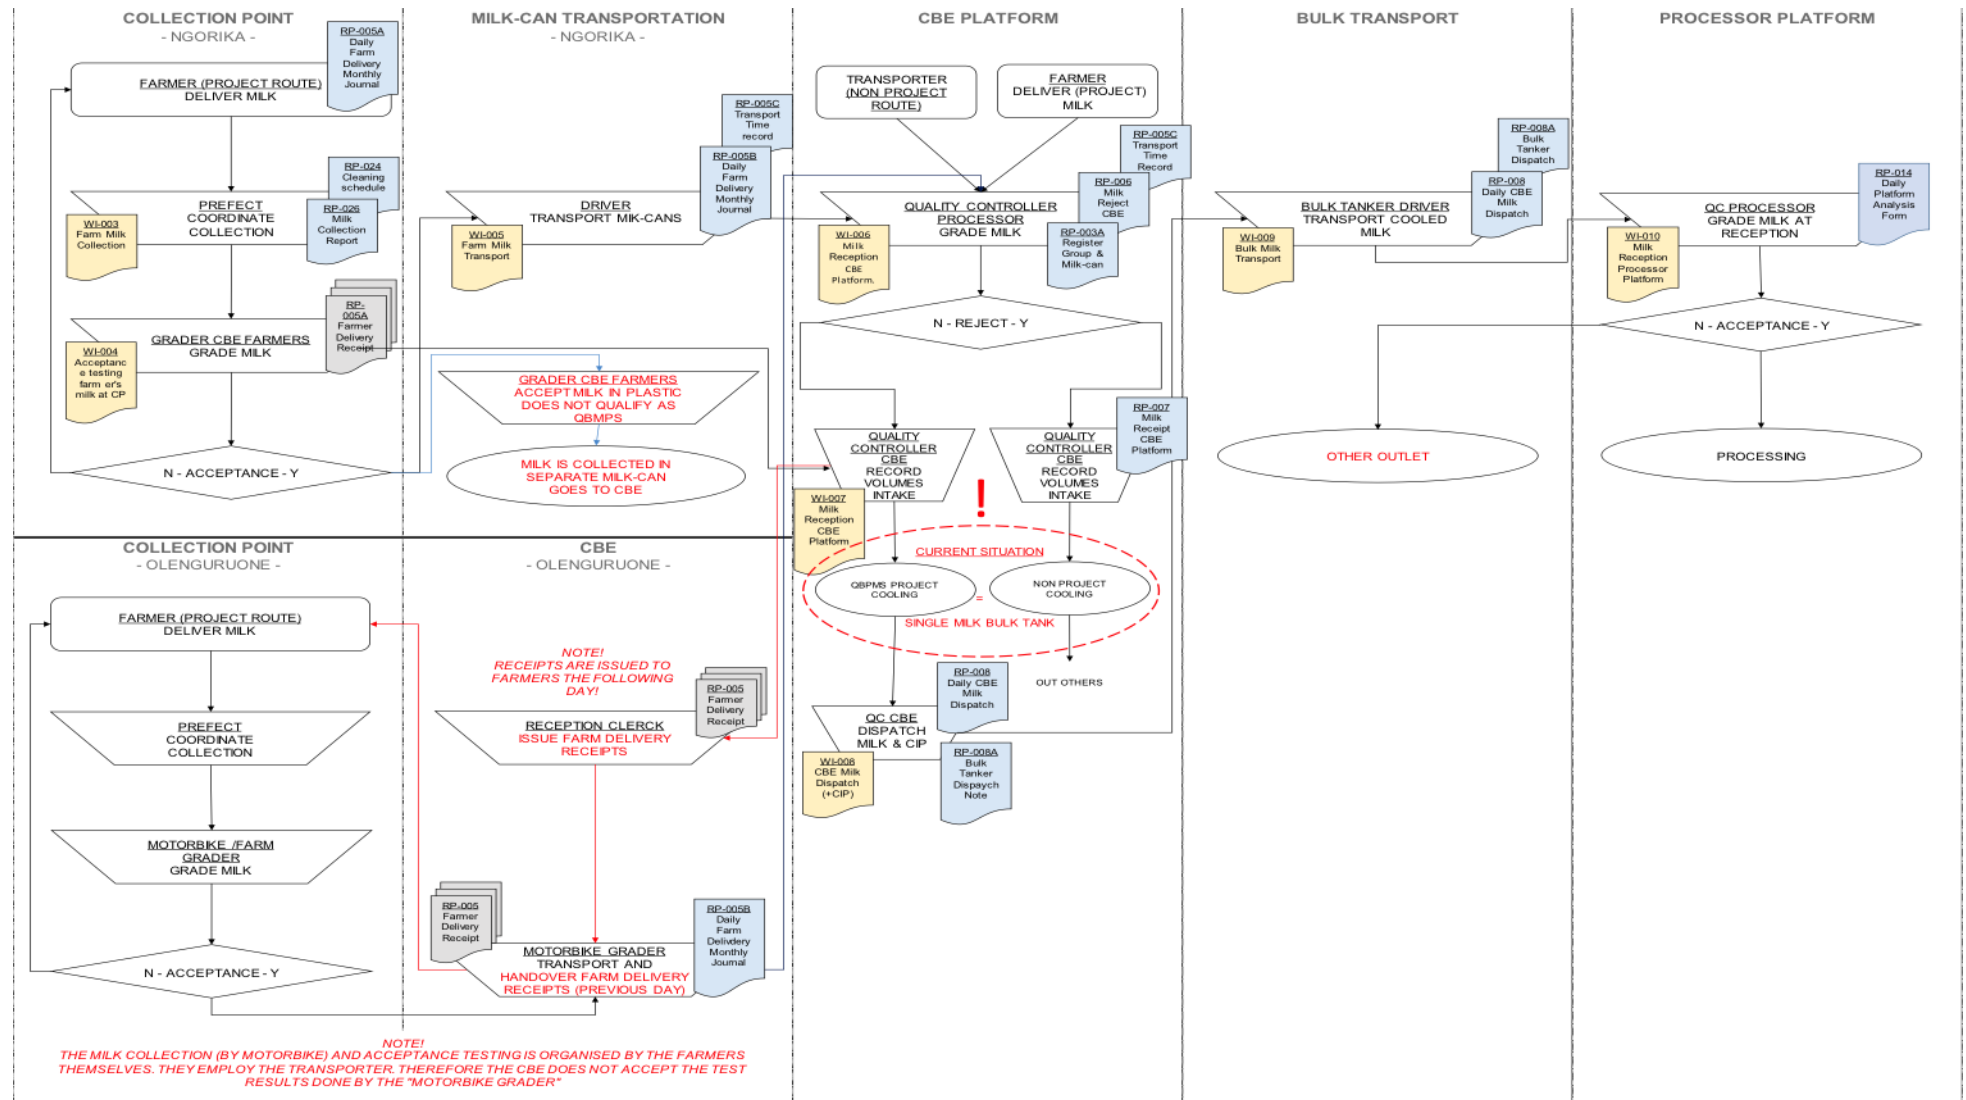 COLLECTION POINT
- NGORIKA -
RP-005A
Daily
Farm
Delivery
Monthly
Journal
FARMER (PROJECT ROUTE)
DELIVER MILK
RP-024
Cleaning
schedule
PREFECT
COORDINATE
COLLECTION
RP-026
Milk
Collection
Report
WI-003
Farm Milk
Collection
RP-
005A
Farmer
Delivery
Receipt
GRADER CBE FARMERS
GRADE MILK
WI-004
Acceptanc
e testing
farm er's
milk at CP
N - ACCEPTANCE - Y
MILK-CAN TRANSPORTATION
- NGORIKA -
RP-005C
Transport
Time
record
RP-005B
Daily
Farm
Delivery
Monthly
Journal
DRIVER
TRANSPORT MIK-CANS
WI-005
Farm Milk
Transport
GRADER CBE FARMERS
ACCEPT MILK IN PLASTIC
DOES NOT QUALIFY AS
QBMPS
MILK IS COLLECTED IN
SEPARATE MILK-CAN
GOES TO CBE
CBE PLATFORM
TRANSPORTER
(NON PROJECT
ROUTE)
FARMER
DELIVER (PROJECT)
MILK
RP-005C
Transport
Time
Record
RP-006
Milk
Reject
CBE
QUALITY CONTROLLER
PROCESSOR
GRADE MILK
RP-003A
Register
Group &
Milk-can
WI-006
Milk
Reception
CBE
Platform.
N - REJECT - Y
RP-007
Milk
Receipt
CBE
Platform
QUALITY
CONTROLLER
CBE
RECORD
VOLUMES
INTAKE
QUALITY
CONTROLLER
CBE
RECORD
VOLUMES
INTAKE
WI-007
Milk
Reception
CBE
Platform
!
CURRENT SITUATION
QBPMS PROJECT
COOLING
=
NON PROJECT
COOLING
SINGLE MILK BULK TANK
OUT OTHERS
RP-008
Daily CBE
Milk
Dispatch
QC CBE
DISPATCH
MILK & CIP
WI-008
CBE Milk
Dispatch
(+CIP)
RP-008A
Bulk
Tanker
Dispaych
Note
BULK TRANSPORT
RP-008A
Bulk
Tanker
Dispatch
RP-008
Daily CBE
Milk
Dispatch
BULK TANKER DRIVER
TRANSPORT COOLED
MILK
WI-009
Bulk Milk
Transport
OTHER OUTLET
PROCESSOR PLATFORM
RP-014
Daily
Platform
Analysis
Form
QC PROCESSOR
GRADE MILK AT
RECEPTION
WI-010
Milk
Reception
Processor
Platform
N - ACCEPTANCE - Y
PROCESSING
COLLECTION POINT
- OLENGURUONE -
FARMER (PROJECT ROUTE)
DELIVER MILK
PREFECT
COORDINATE
COLLECTION
MOTORBIKE /FARM
GRADER
GRADE MILK
N - ACCEPTANCE - Y
CBE
- OLENGURUONE -
NOTE!
RECEIPTS ARE ISSUED TO
FARMERS THE FOLLOWING
DAY!
RP-005
Farmer
Delivery
Receipt
RECEPTION CLERCK
ISSUE FARM DELIVERY
RECEIPTS
RP-005
Farmer
Delivery
Receipt
RP-005B
Daily
Farm
Delivdery
Monthly
Journal
MOTORBIKE GRADER
TRANSPORT AND
HANDOVER FARM DELIVERY
RECEIPTS (PREVIOUS DAY)
NOTE!
THE MILK COLLECTION (BY MOTORBIKE) AND ACCEPTANCE TESTING IS ORGANISED BY THE FARMERS
THEMSELVES. THEY EMPLOY THE TRANSPORTER. THEREFORE THE CBE DOES NOT ACCEPT THE TEST
RESULTS DONE BY THE "MOTORBIKE GRADER"